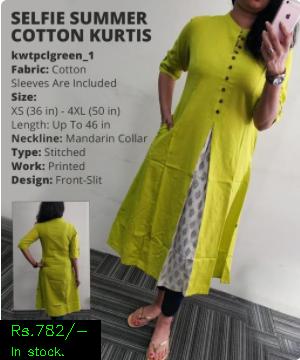 SELFIE SUMMER
COTTON KURTIS
kwtpclgreen_1
Fabric: Cotton
Sleeves Are Included
Size:
XS (36 in) - 4XL (50 in)
Length: Up To 46 in
Neckline: Mandarin Collar
Type: Stitched
Work: Printed
Design: Front-Slit
Rs.782/-
In stock.